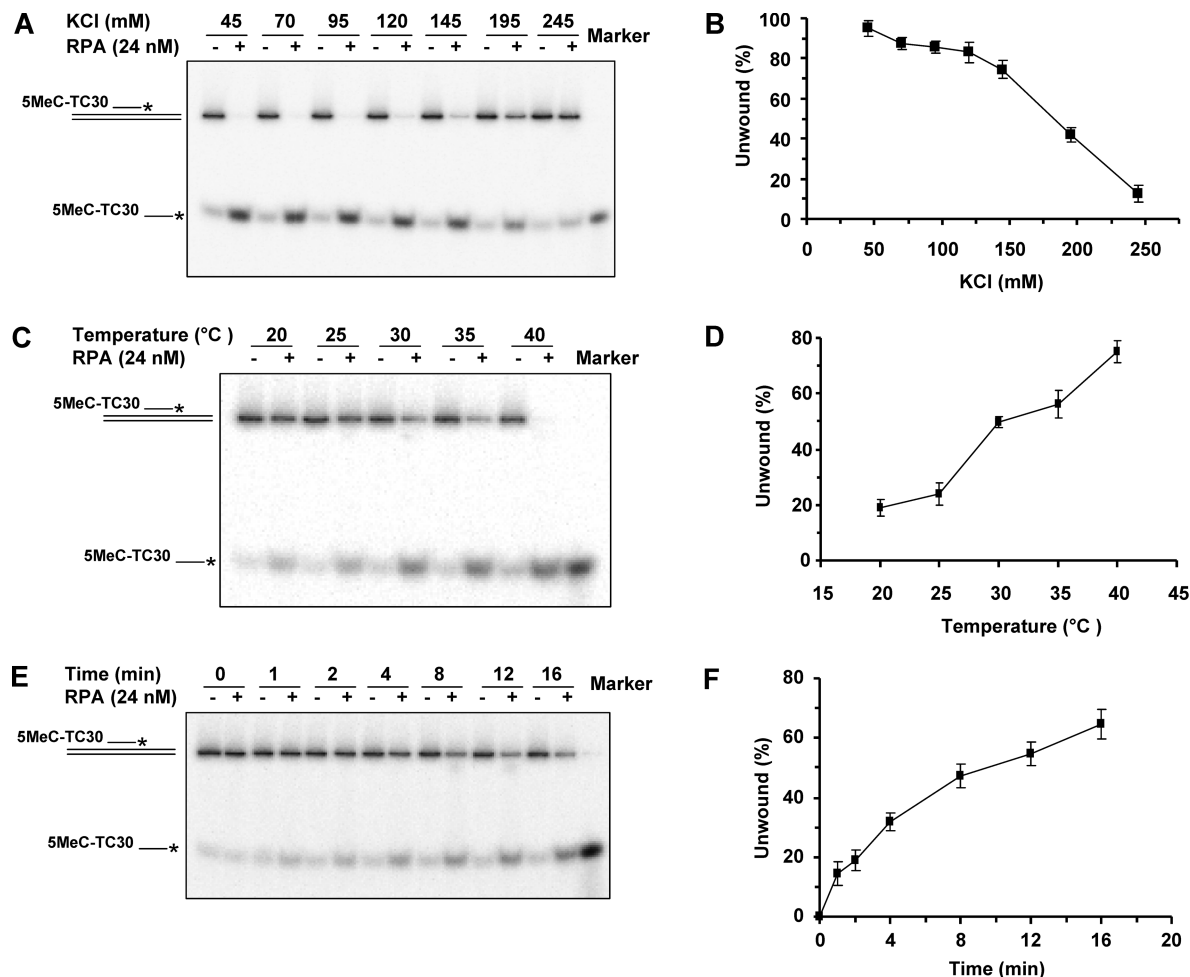 A
KCl (mM) 45 70 95 120 145 195 245 Marker
RPA (24 nM) - + - + - + - + - + - + - +
5MeC-TC30 *
5MeC-TC30 *
B
Unwound (%)
100
80
60
40
20
0
0 50 100 150 200 250
KCl (mM)
C
Temperature (°C ) 20 25 30 35 40
RPA (24 nM) - + - + - + - + - + Marker
5MeC-TC30 *
5MeC-TC30 *
D
Unwound (%)
80
60
40
20
0
15 20 25 30 35 40 45
Temperature (°C )
E
Time (min) 0 1 2 4 8 12 16 Marker
RPA (24 nM) - + - + - + - + - + - + - +
5MeC-TC30 *
5MeC-TC30 *
F
Unwound (%)
80
60
40
20
0
0 4 8 12 16 20
Time (min)